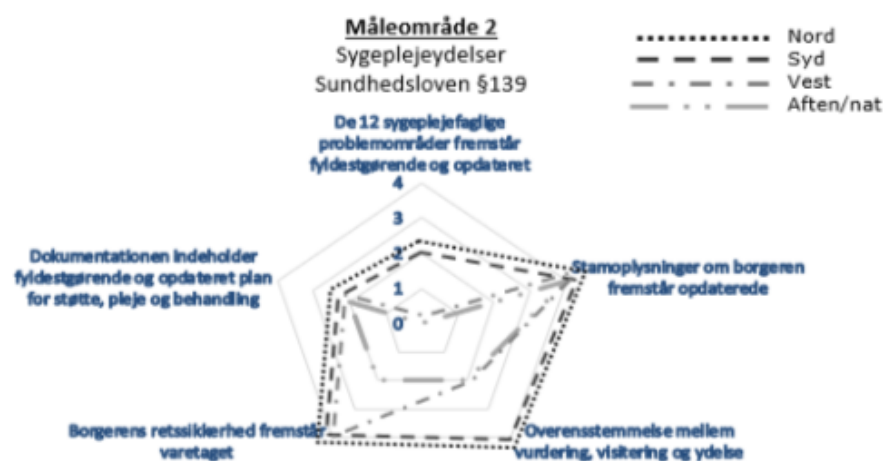 Måleområde 2
Sygeplejeydelser
Sundhedsloven §139
Nord
Syd
Vest
Aften/nat
De 12 sygeplejefaglige
problemområder fremstår
fyldestgørende og opdateret
4
3
2
1
0
Stamoplysninger om borgeren
fremstår opdaterede
Dokumentationen indeholder
fyldestgørende og opdateret plan
for støtte, pleje og behandling
Borgerens retssikkerhed fremstår
varetaget
Overensstemmelse mellem
vurdering, visitering og ydelse